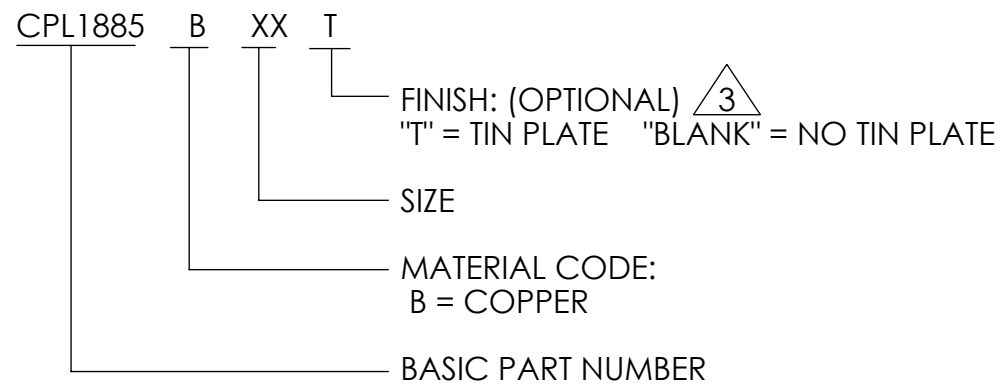 CPL1885 B XX T
FINISH: (OPTIONAL) 3
"T" = TIN PLATE "BLANK" = NO TIN PLATE
SIZE
MATERIAL CODE:
B = COPPER
BASIC PART NUMBER